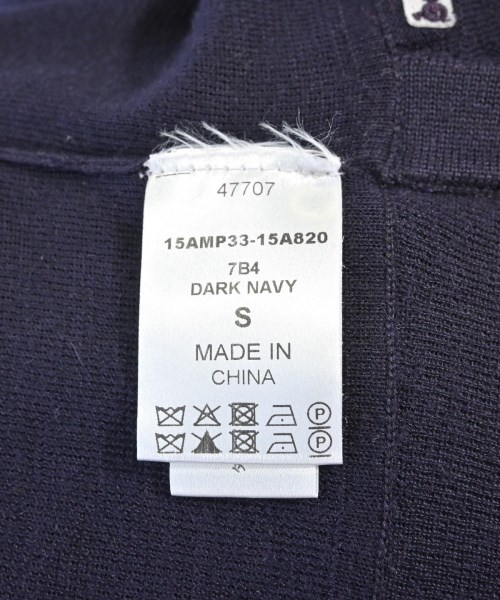 47707
15AMP33-15A820
7B4
DARK NAVY
S
MADE IN
CHINA
P
P